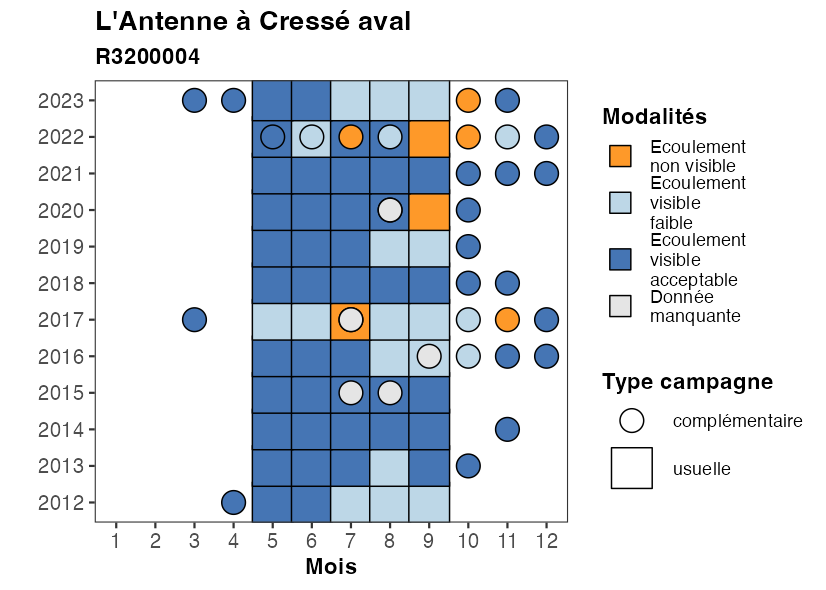 L'Antenne à Cressé aval
R3200004
2023
2022
2021
2020
2019
2018
2017
2016
2015
2014
2013
2012
1 2 3 4 5 6 7 8 9 10 11 12
Mois
Modalités
Ecoulement
non visible
Ecoulement
visible
faible
Ecoulement
visible
acceptable
Donnée
manquante
Type campagne
complémentaire
usuelle